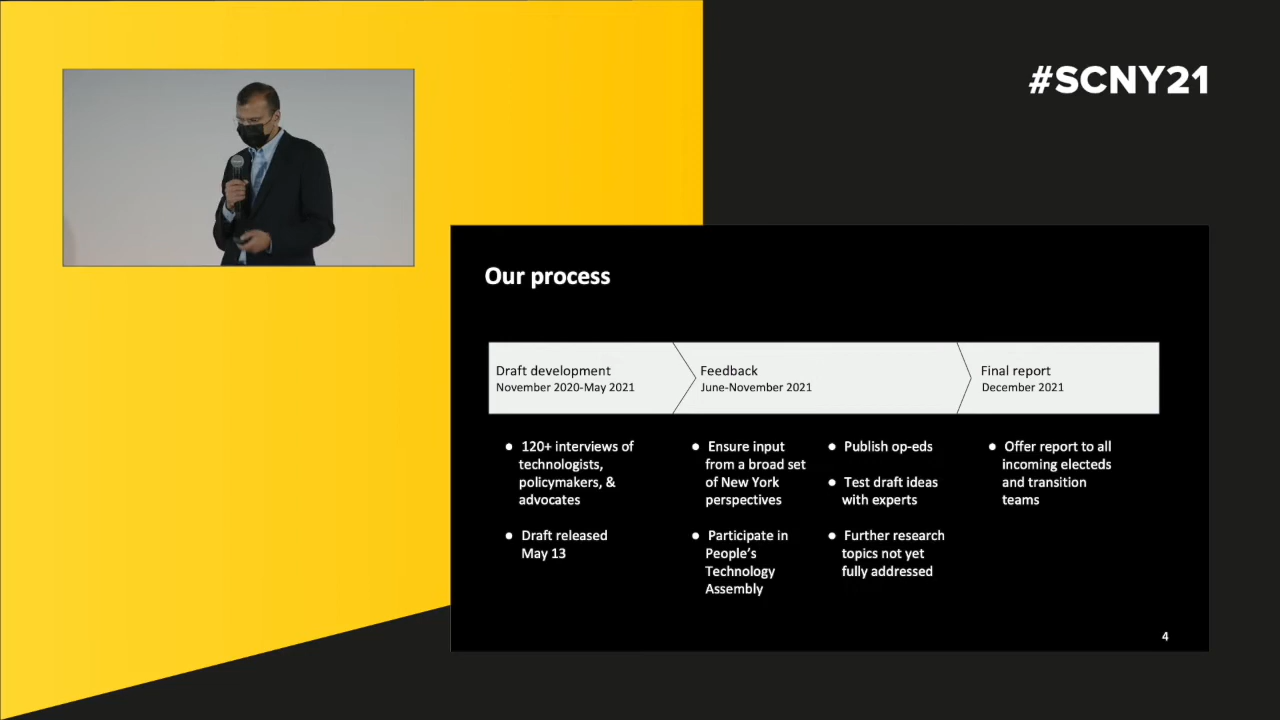 #SCNY21
Our process
Draft development
November 2020-May 2021
● 120+ interviews of
technologists,
policymakers, &
advocates
● Draft released
May 13
Feedback
June-November 2021
● Ensure input
from a broad set
of New York
perspectives
● Participate in
People’s
Technology
Assembly
● Publish op-eds
● Test draft ideas
with experts
● Further research
topics not yet
fully addressed
Final report
December 2021
● Offer report to all
incoming electeds
and transition
teams
4